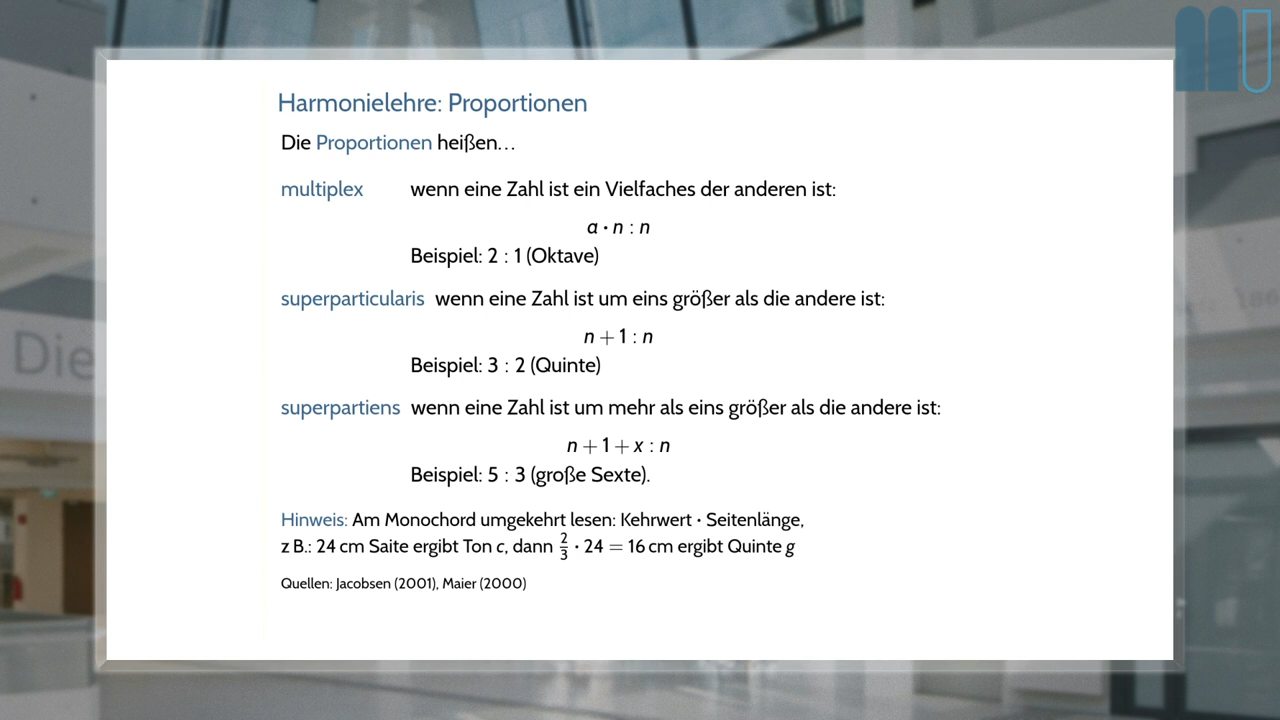 Harmonielehre: Proportionen
Die Proportionen heißen…
multiplex wenn eine Zahl ist ein Vielfaches der anderen ist:
a · n : n
Beispiel: 2 : 1 (Oktave)
superparticularis wenn eine Zahl ist um eins größer als die andere ist:
n + 1 : n
Beispiel: 3 : 2 (Quinte)
superpartiens wenn eine Zahl ist um mehr als eins größer als die andere ist:
n + 1 + x : n
Beispiel: 5 : 3 (große Sexte).
Hinweis: Am Monochord umgekehrt lesen: Kehrwert · Seitenlänge,
z B.: 24 cm Saite ergibt Ton c, dann 2/3 · 24 = 16 cm ergibt Quinte g
Quellen: Jacobsen (2001), Maier (2000)
Die